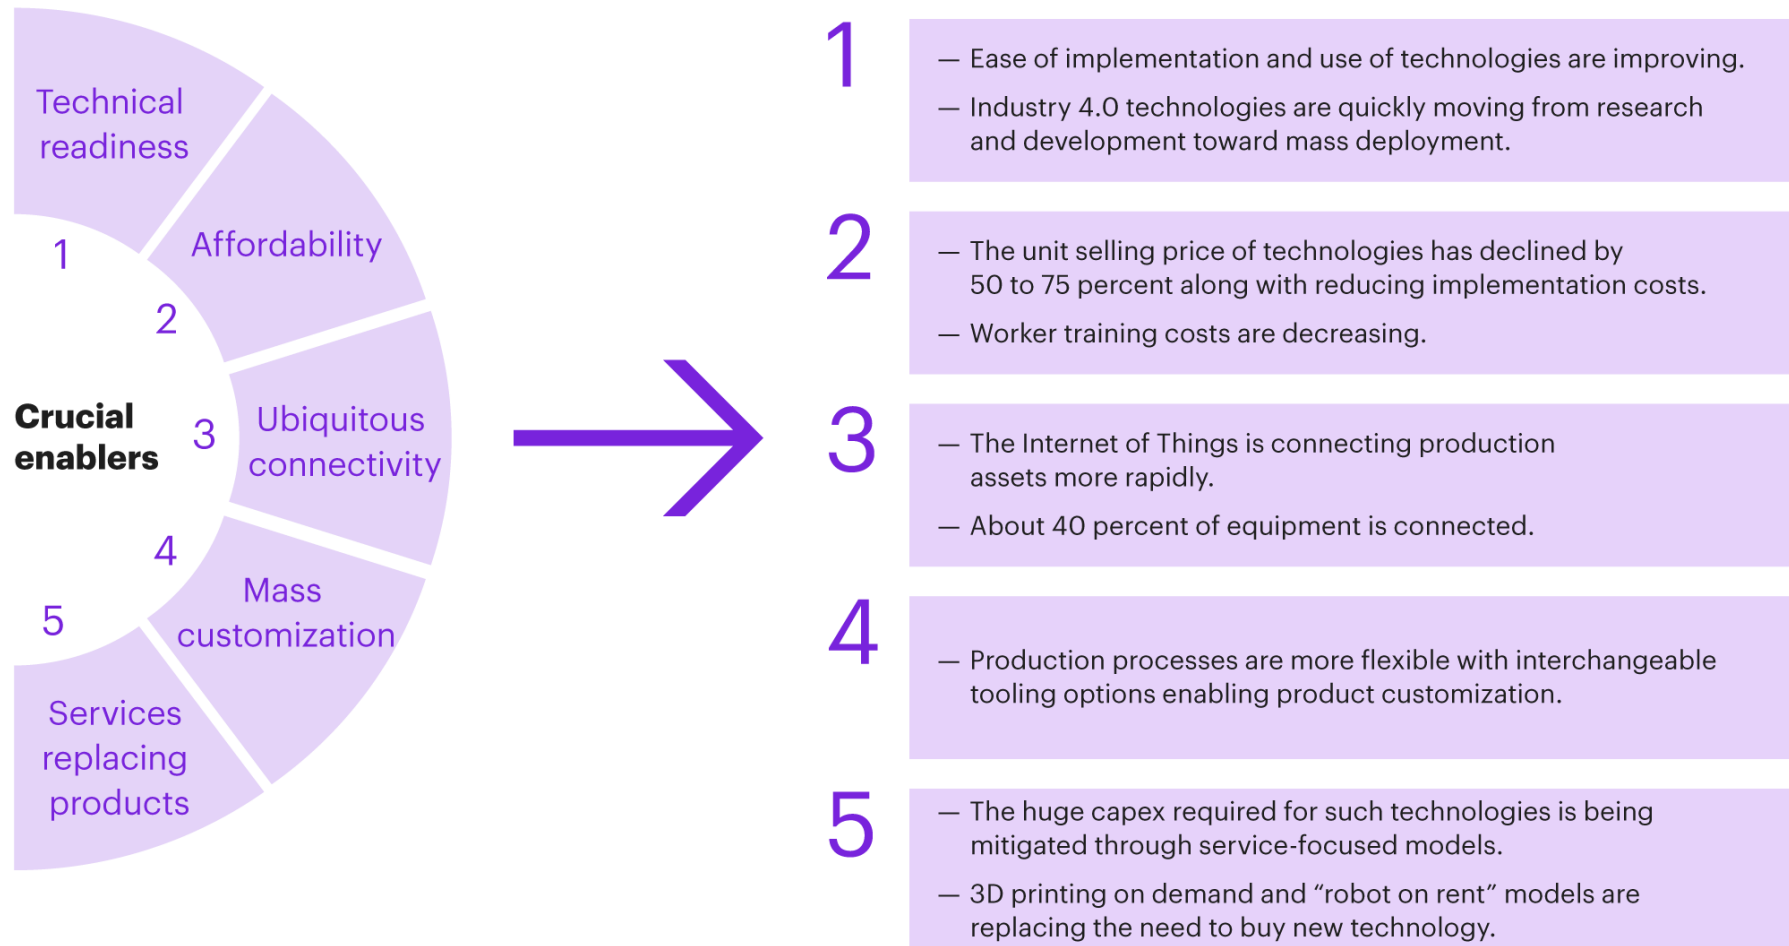 Technical
readiness
1
Affordability
2
Crucial
enablers
3
Ubiquitous
connectivity
4
Mass
customization
5
Services
replacing
products
1
— Ease of implementation and use of technologies are improving.
— Industry 4.0 technologies are quickly moving from research
and development toward mass deployment.
2
— The unit selling price of technologies has declined by
50 to 75 percent along with reducing implementation costs.
— Worker training costs are decreasing.
3
— The Internet of Things is connecting production
assets more rapidly.
— About 40 percent of equipment is connected.
4
— Production processes are more flexible with interchangeable
tooling options enabling product customization.
5
— The huge capex required for such technologies is being
mitigated through service-focused models.
— 3D printing on demand and “robot on rent” models are
replacing the need to buy new technology.